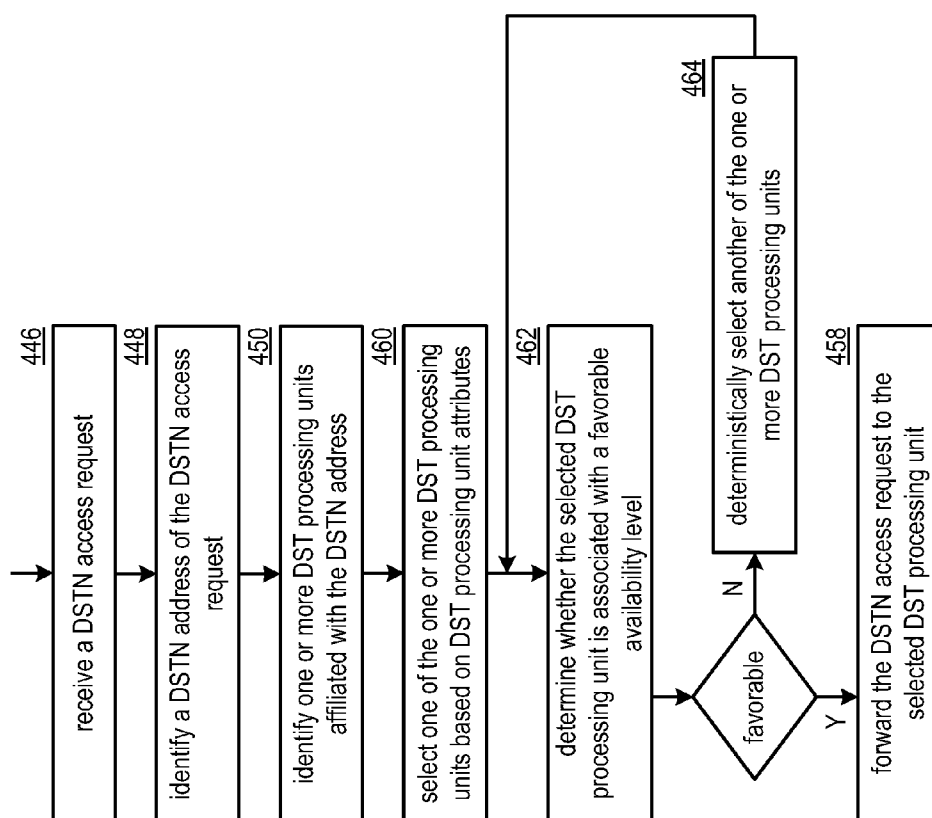 446
receive a DSTN access request
448
identify a DSTN address of the DSTN access
request
450
identify one or more DST processing units
affiliated with the DSTN address
460
select one of the one or more DST processing
units based on DST processing unit attributes
462
determine whether the selected DST
processing unit is associated with a favorable
availability level
favorable
N
464
deterministically select another of the one or
more DST processing units
Y
458
forward the DSTN access request to the
selected DST processing unit